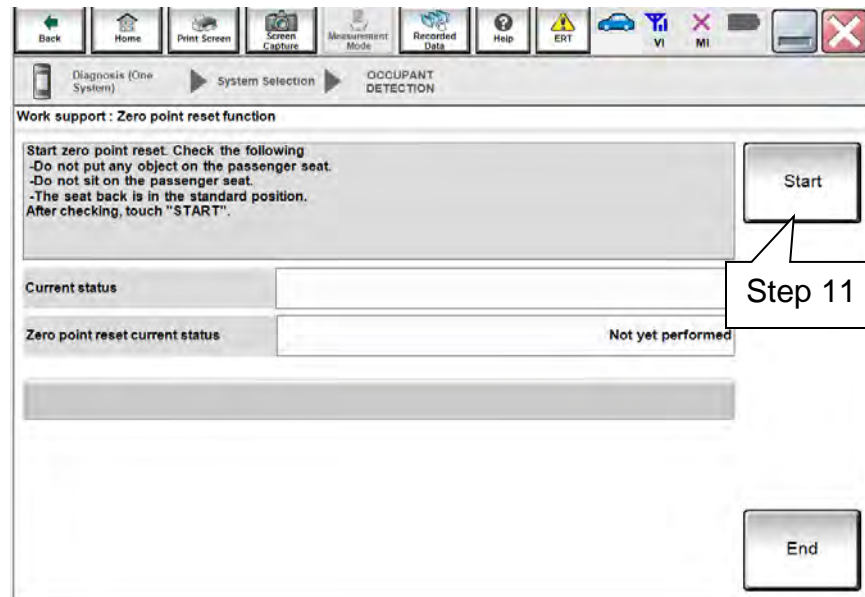 Back
Home
Print Screen
Screen
Capture
Measurement
Mode
Recorded
Data
Help
ERT
VI
MI
Diagnosis (One
System)
System Selection
OCCUPANT
DETECTION
Work support : Zero point reset function
Start zero point reset. Check the following
-Do not put any object on the passenger seat.
-Do not sit on the passenger seat.
-The seat back is in the standard position.
After checking, touch "START".
Start
Step 11
Current status
Zero point reset current status
Not yet performed
End